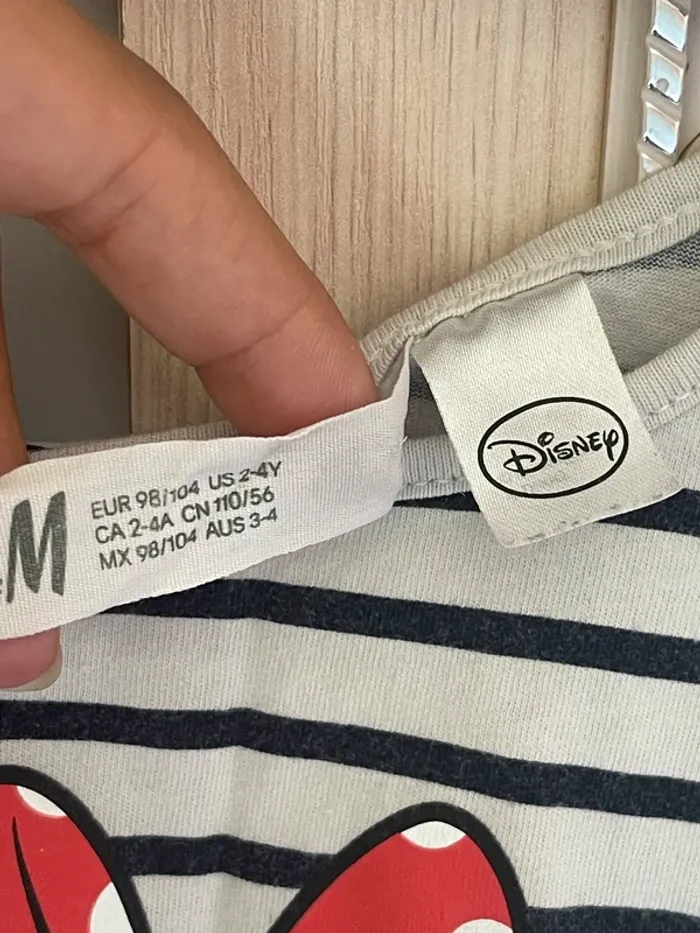 M
EUR 98/104 US 2-4Y
CA 2-4A CN 110/56
MX 98/104 AUS 3-4
Disney